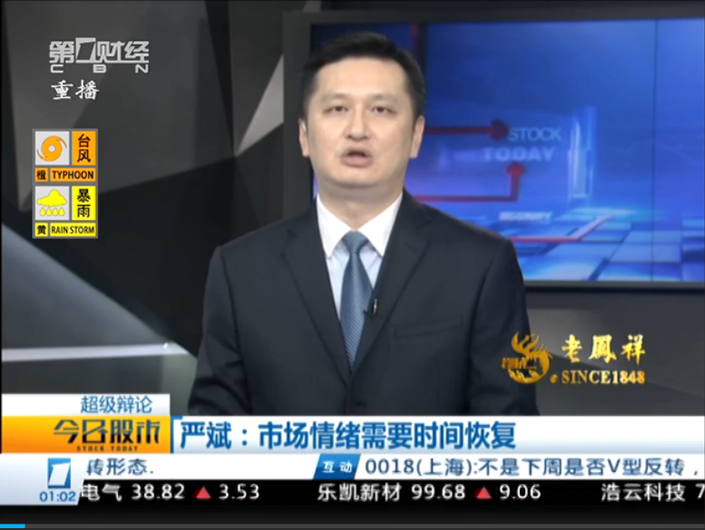 第一财经
CBN
重播
台风
橙 TYPHOON
暴雨
黄 RAIN STORM
STOCK
TODAY
老鳳祥
SINCE1848
超级辩论
今日股市
STOCK TODAY
严斌：市场情绪需要时间恢复
转形态.
互动 0018(上海):不是下周是否V型反转，
01:02 电气 38.82 ▲ 3.53 乐凯新材 99.68 ▲ 9.06 浩云科技 7